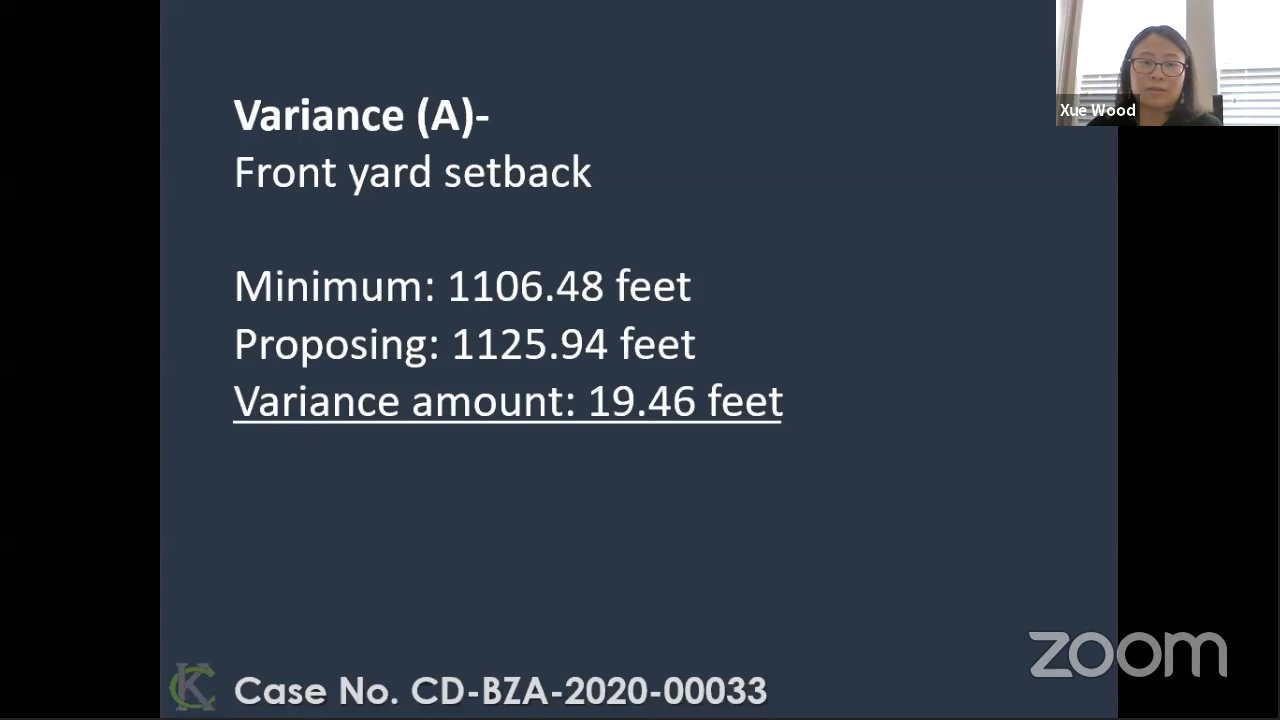 Variance (A)-
Front yard setback
Minimum: 1106.48 feet
Proposing: 1125.94 feet
Variance amount: 19.46 feet
Xue Wood
zoom
KC Case No. CD-BZA-2020-00033